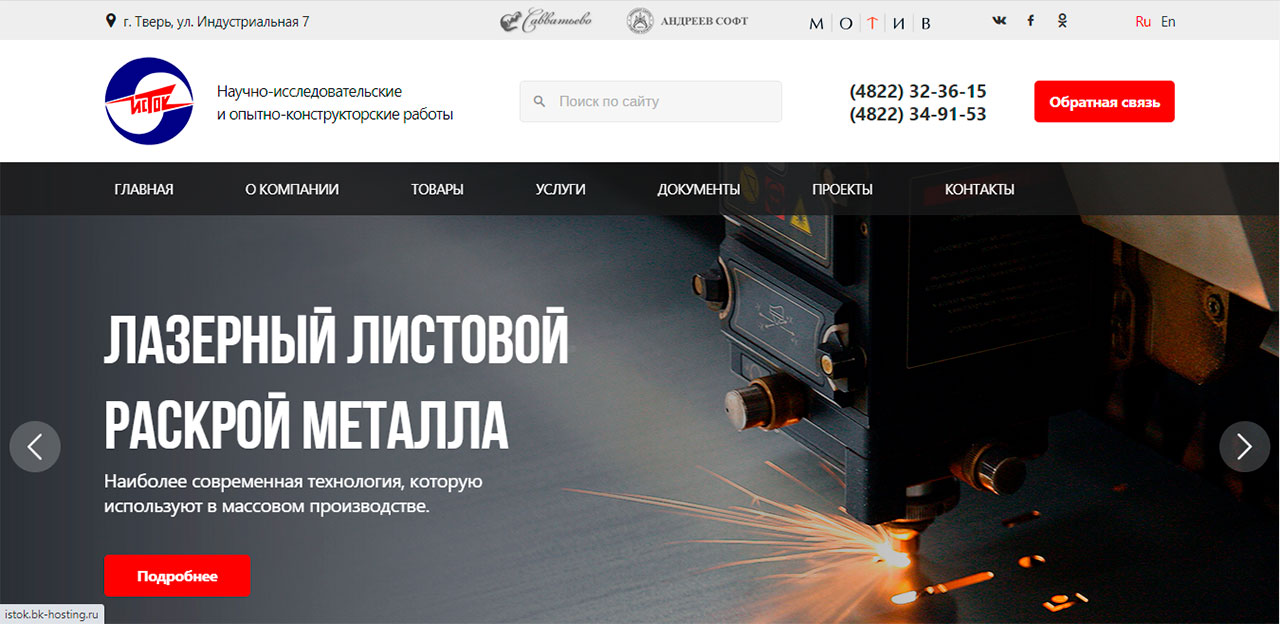 г. Тверь, ул. Индустриальная 7
Савватьево
АНДРЕЕВ СОФТ
М О Т И В
Ru En
ИСТОК
Научно-исследовательские
и опытно-конструкторские работы
Поиск по сайту
(4822) 32-36-15
(4822) 34-91-53
Обратная связь
ГЛАВНАЯ О КОМПАНИИ ТОВАРЫ УСЛУГИ ДОКУМЕНТЫ ПРОЕКТЫ КОНТАКТЫ
ЛАЗЕРНЫЙ ЛИСТОВОЙ
РАСКРОЙ МЕТАЛЛА
Наиболее современная технология, которую
используют в массовом производстве.
Подробнее
istok.bk-hosting.ru